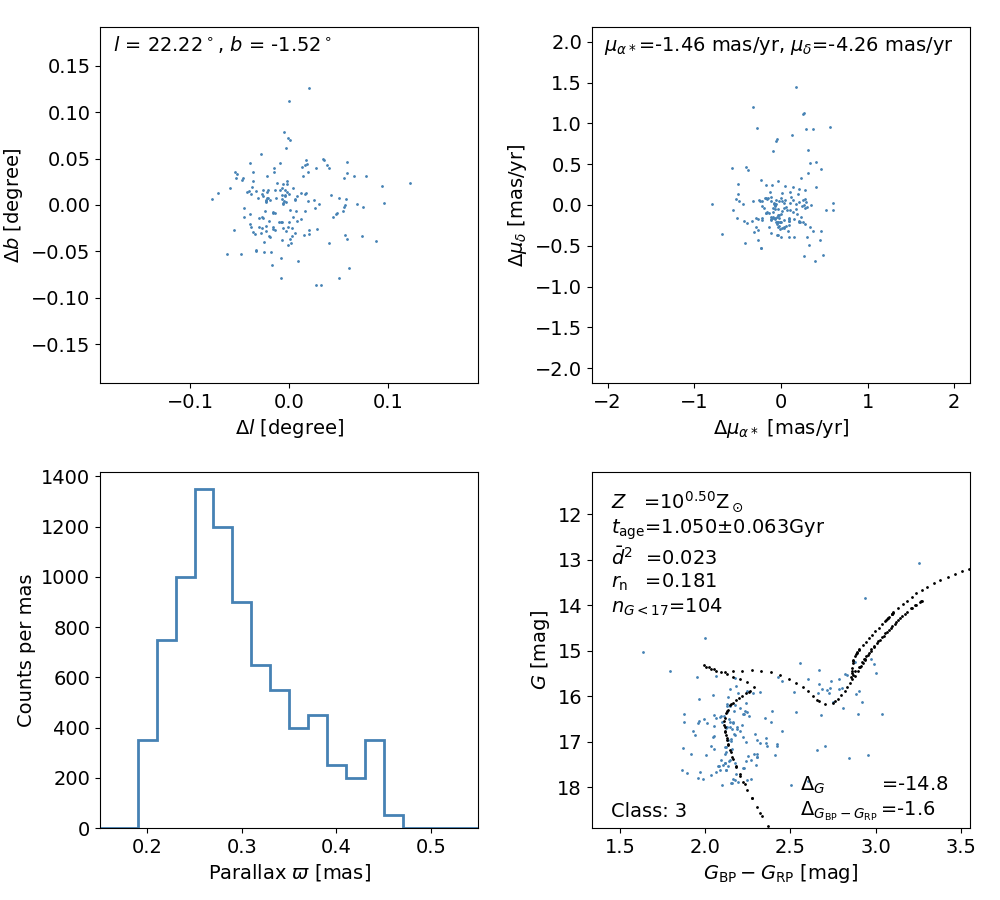 l = 22.22°, b = -1.52°
Δb [degree]
0.15
0.10
0.05
0.00
−0.05
−0.10
−0.15
−0.1 0.0 0.1
Δl [degree]
μα∗=-1.46 mas/yr, μδ=-4.26 mas/yr
Δμδ [mas/yr]
2.0
1.5
1.0
0.5
0.0
−0.5
−1.0
−1.5
−2.0
−2 −1 0 1 2
Δμα∗ [mas/yr]
Counts per mas
1400
1200
1000
800
600
400
200
0
0.2 0.3 0.4 0.5
Parallax ϖ [mas]
G [mag]
12
13
14
15
16
17
18
Z =10^0.50 Z⊙
t_age=1.050±0.063Gyr
d̄² =0.023
r_n =0.181
n_G<17=104
Δ_G =-14.8
Δ_G_BP−G_RP =-1.6
Class: 3
1.5 2.0 2.5 3.0 3.5
G_BP − G_RP [mag]